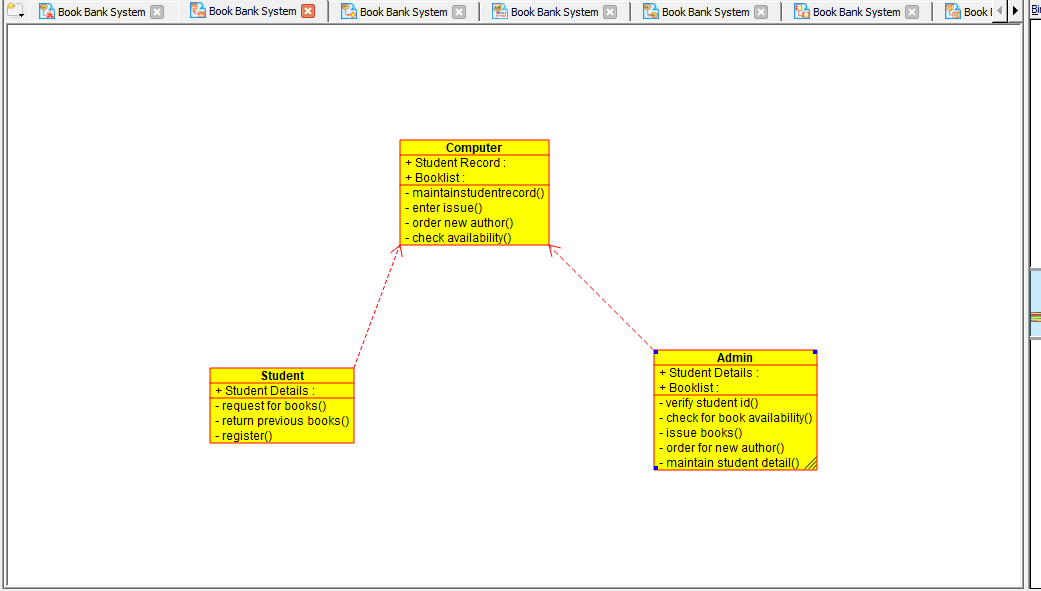 Book Bank System
Book Bank System
Book Bank System
Book Bank System
Book Bank System
Book Bank System
Book
Computer
+ Student Record :
+ Booklist :
- maintainstudentrecord()
- enter issue()
- order new author()
- check availability()
Student
+ Student Details :
- request for books()
- return previous books()
- register()
Admin
+ Student Details :
+ Booklist :
- verify student id()
- check for book availability()
- issue books()
- order for new author()
- maintain student detail()